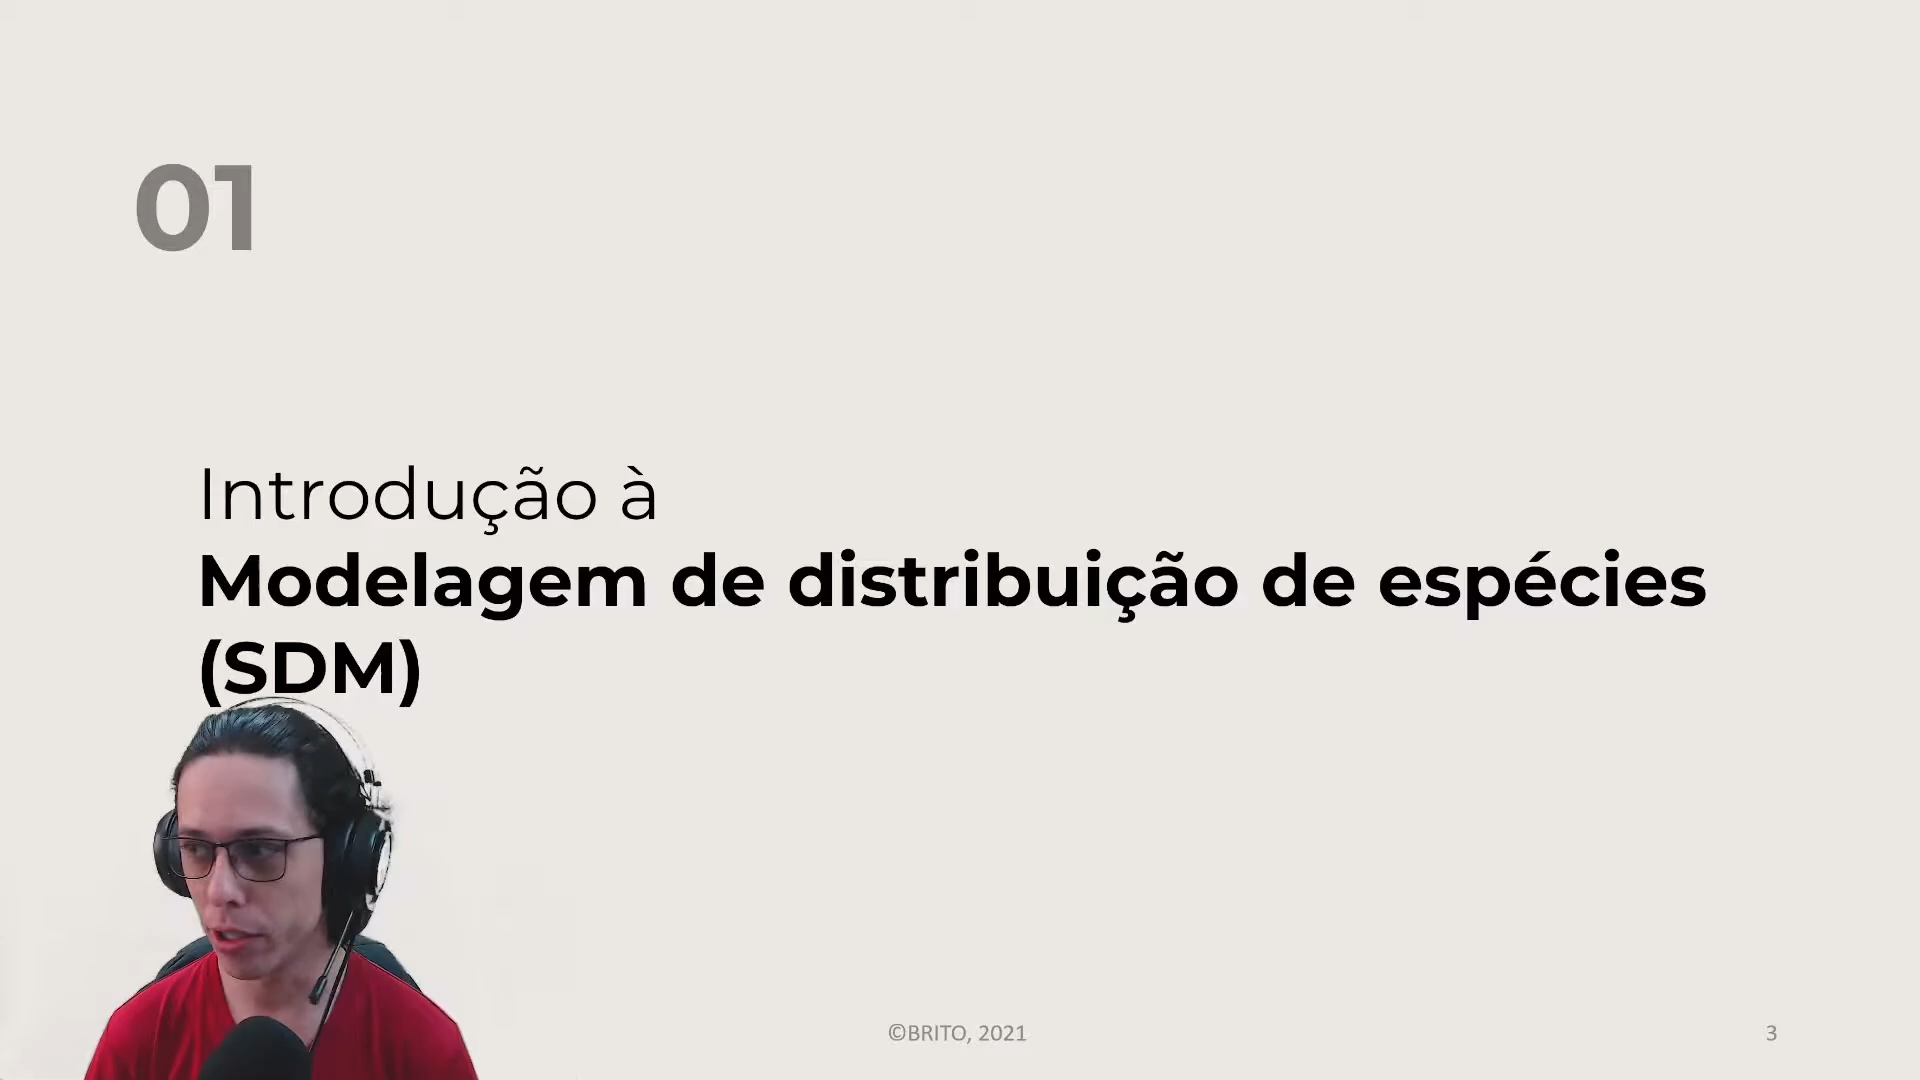 01
Introdução à
Modelagem de distribuição de espécies
(SDM)
©BRITO, 2021
3